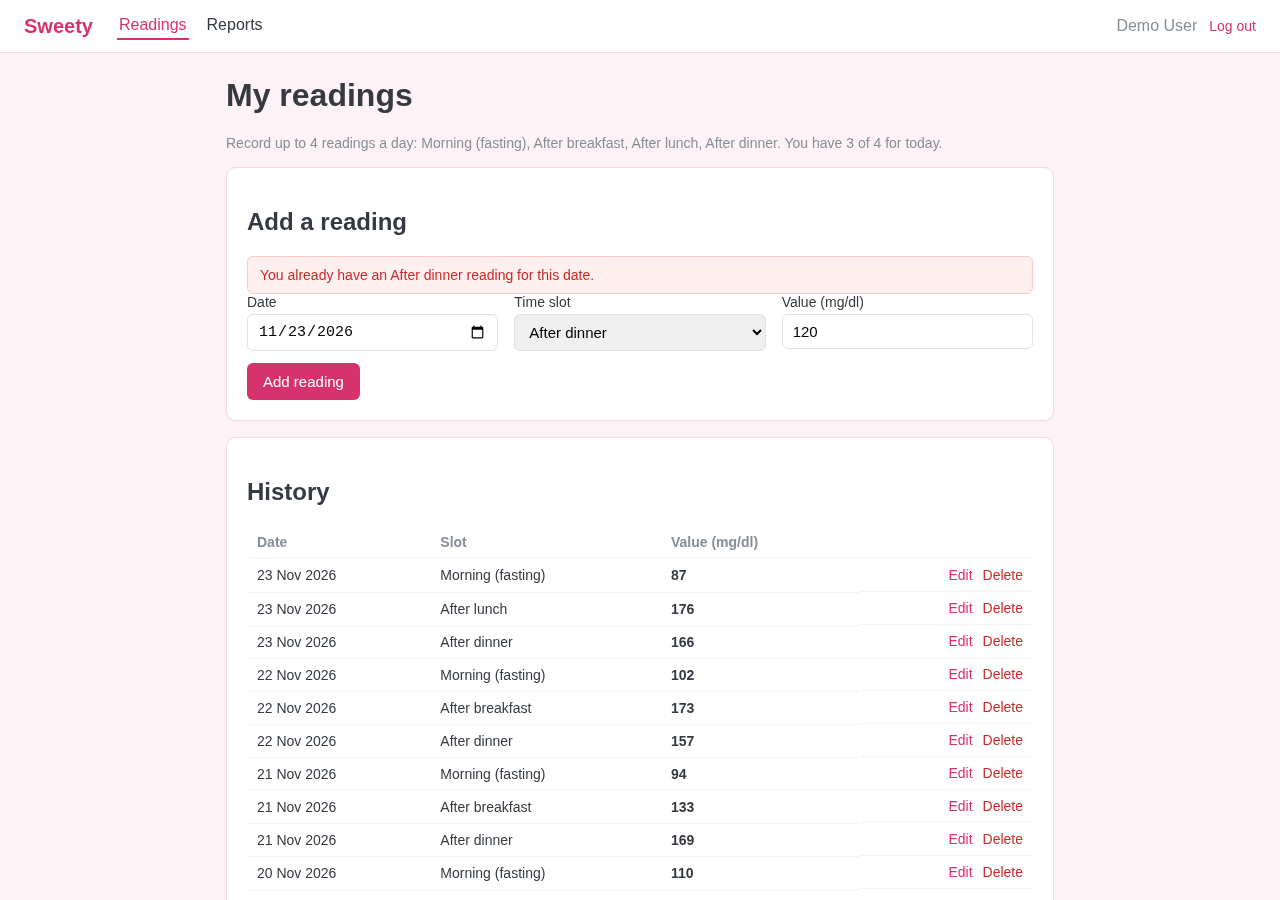 Sweety Readings Reports Demo User Log out
My readings
Record up to 4 readings a day: Morning (fasting), After breakfast, After lunch, After dinner. You have 3 of 4 for today.
Add a reading
You already have an After dinner reading for this date.
Date Time slot Value (mg/dl)
11/23/2026 After dinner 120
Add reading
History
Date Slot Value (mg/dl)
23 Nov 2026 Morning (fasting) 87 Edit Delete
23 Nov 2026 After lunch 176 Edit Delete
23 Nov 2026 After dinner 166 Edit Delete
22 Nov 2026 Morning (fasting) 102 Edit Delete
22 Nov 2026 After breakfast 173 Edit Delete
22 Nov 2026 After dinner 157 Edit Delete
21 Nov 2026 Morning (fasting) 94 Edit Delete
21 Nov 2026 After breakfast 133 Edit Delete
21 Nov 2026 After dinner 169 Edit Delete
20 Nov 2026 Morning (fasting) 110 Edit Delete